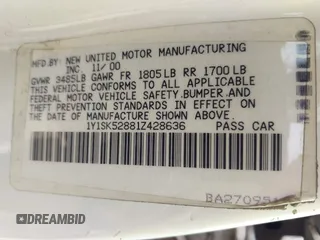 MFD.BY: NEW UNITED MOTOR MANUFACTURING
INC. 11/00
GVWR 3485LB GAWR FR 1805LB RR 1700LB
THIS VEHICLE CONFORMS TO ALL APPLICABLE
FEDERAL MOTOR VEHICLE SAFETY,BUMPER,AND
THEFT PREVENTION STANDARDS IN EFFECT ON
THE DATE OF MANUFACTURE SHOWN ABOVE.
1Y1SK52881Z428636 PASS CAR
BA27095
DREAMBID